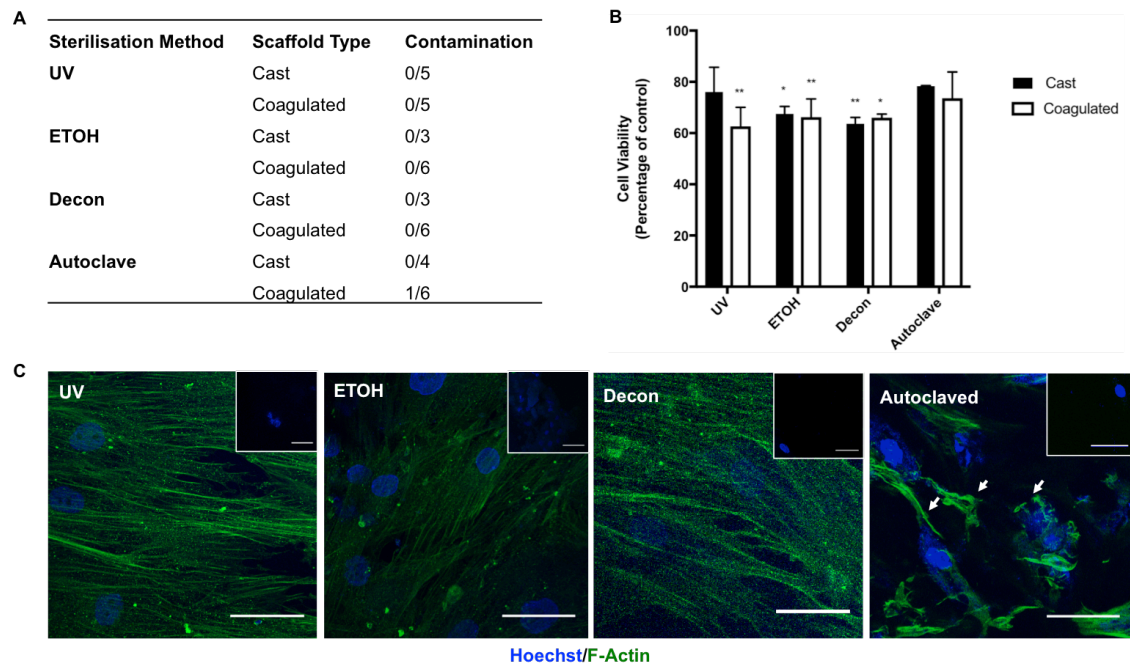 A
Sterilisation Method Scaffold Type Contamination
UV Cast 0/5
Coagulated 0/5
ETOH Cast 0/3
Coagulated 0/6
Decon Cast 0/3
Coagulated 0/6
Autoclave Cast 0/4
Coagulated 1/6
B
Cell Viability
(Percentage of control)
100
80
60
40
20
0
** * ** ** *
UV ETOH Decon Autoclave
Cast
Coagulated
C
UV ETOH Decon Autoclaved
Hoechst/F-Actin